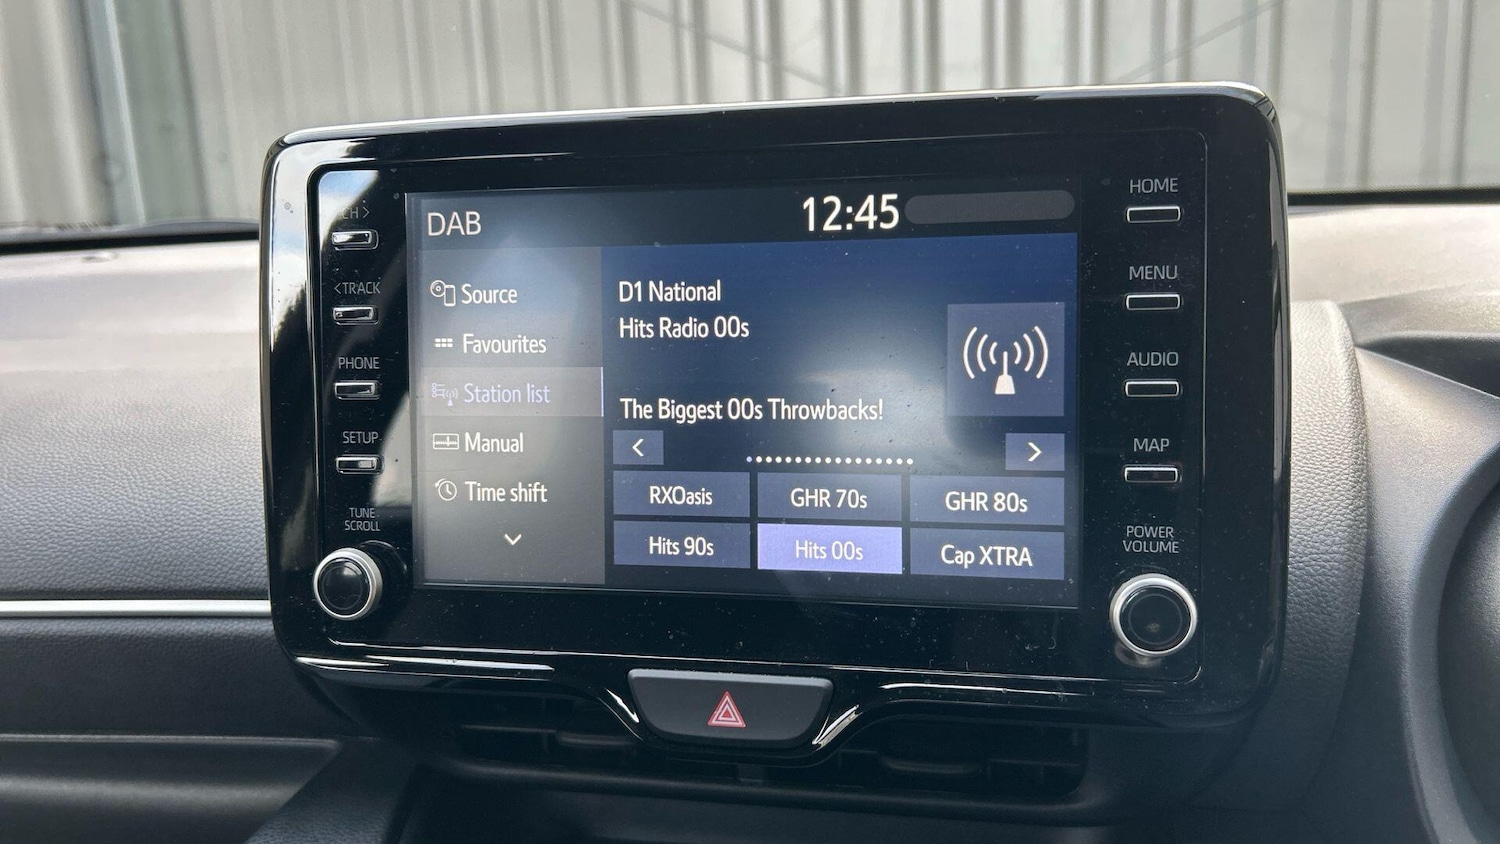 DAB
12:45
CH >
< TRACK
PHONE
SETUP
TUNE
SCROLL
Source
Favourites
Station list
Manual
Time shift
D1 National
Hits Radio 00s
The Biggest 00s Throwbacks!
<
>
RXOasis
GHR 70s
GHR 80s
Hits 90s
Hits 00s
Cap XTRA
HOME
MENU
AUDIO
MAP
POWER
VOLUME